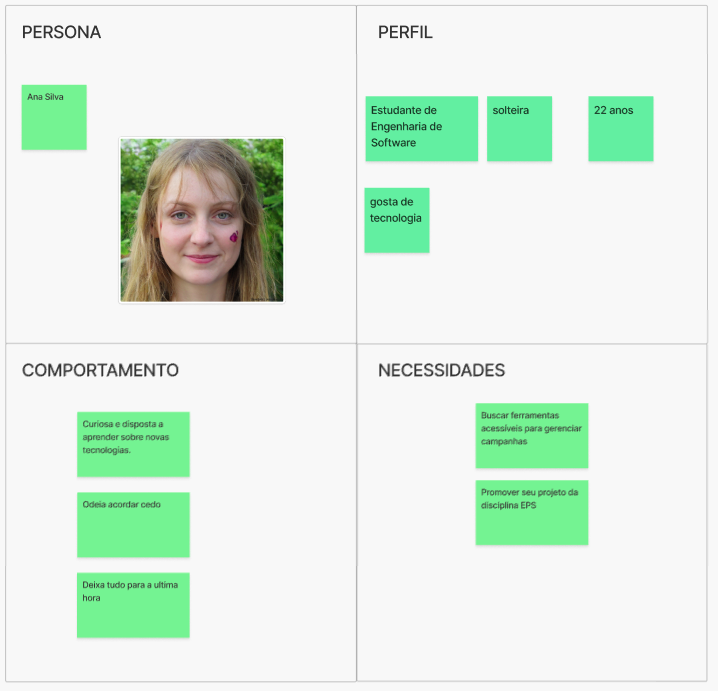 PERSONA
Ana Silva
PERFIL
Estudante de
Engenharia de
Software
solteira
22 anos
gosta de
tecnologia
COMPORTAMENTO
Curiosa e disposta a
aprender sobre novas
tecnologias.
Odeia acordar cedo
Deixa tudo para a ultima
hora
NECESSIDADES
Buscar ferramentas
acessíveis para gerenciar
campanhas
Promover seu projeto da
disciplina EPS